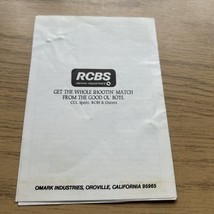 RCBS
GET THE WHOLE SHOOTIN' MATCH
FROM THE GOOD OL' BOYS.
CCI, Speer, RCBS & Outers
OMARK INDUSTRIES, OROVILLE, CALIFORNIA 95965